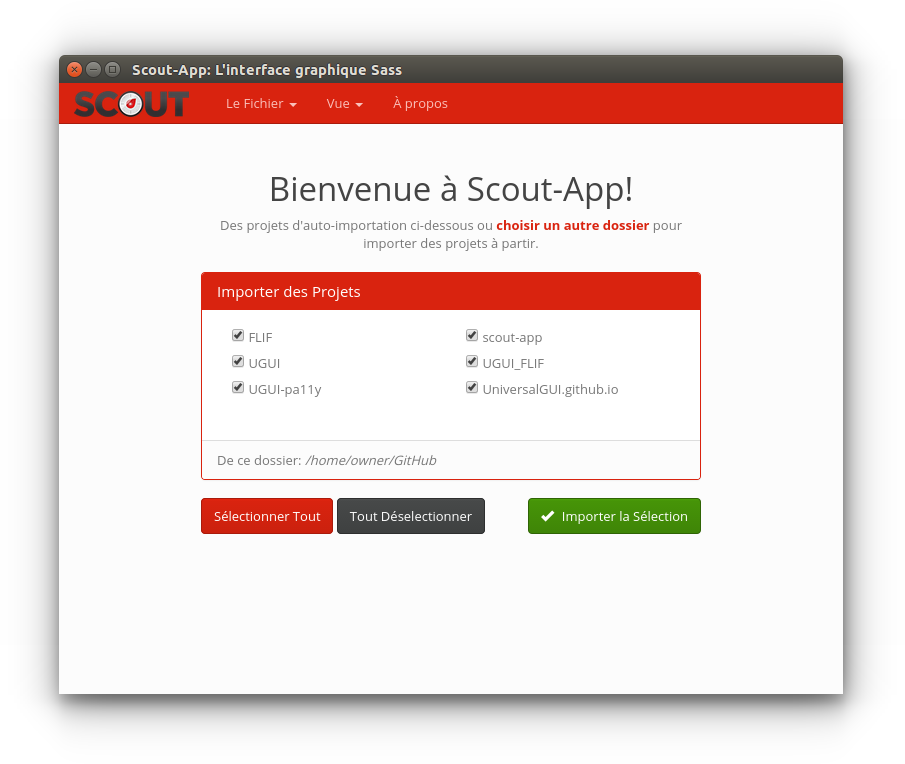 Scout-App: L'interface graphique Sass
SCOUT
Le Fichier
Vue
À propos
Bienvenue à Scout-App!
Des projets d'auto-importation ci-dessous ou choisir un autre dossier pour
importer des projets à partir.
Importer des Projets
FLIF
scout-app
UGUI
UGUI_FLIF
UGUI-pa11y
UniversalGUI.github.io
De ce dossier: /home/owner/GitHub
Sélectionner Tout
Tout Déselectionner
Importer la Sélection